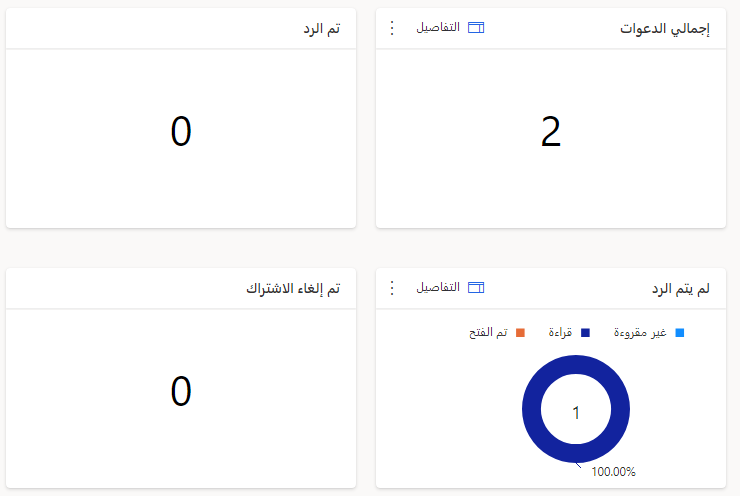 إجمالي الدعوات
التفاصيل
2
تم الرد
0
لم يتم الرد
التفاصيل
غير مقروءة
قراءة
تم الفتح
1
100.00%
تم إلغاء الاشتراك
0